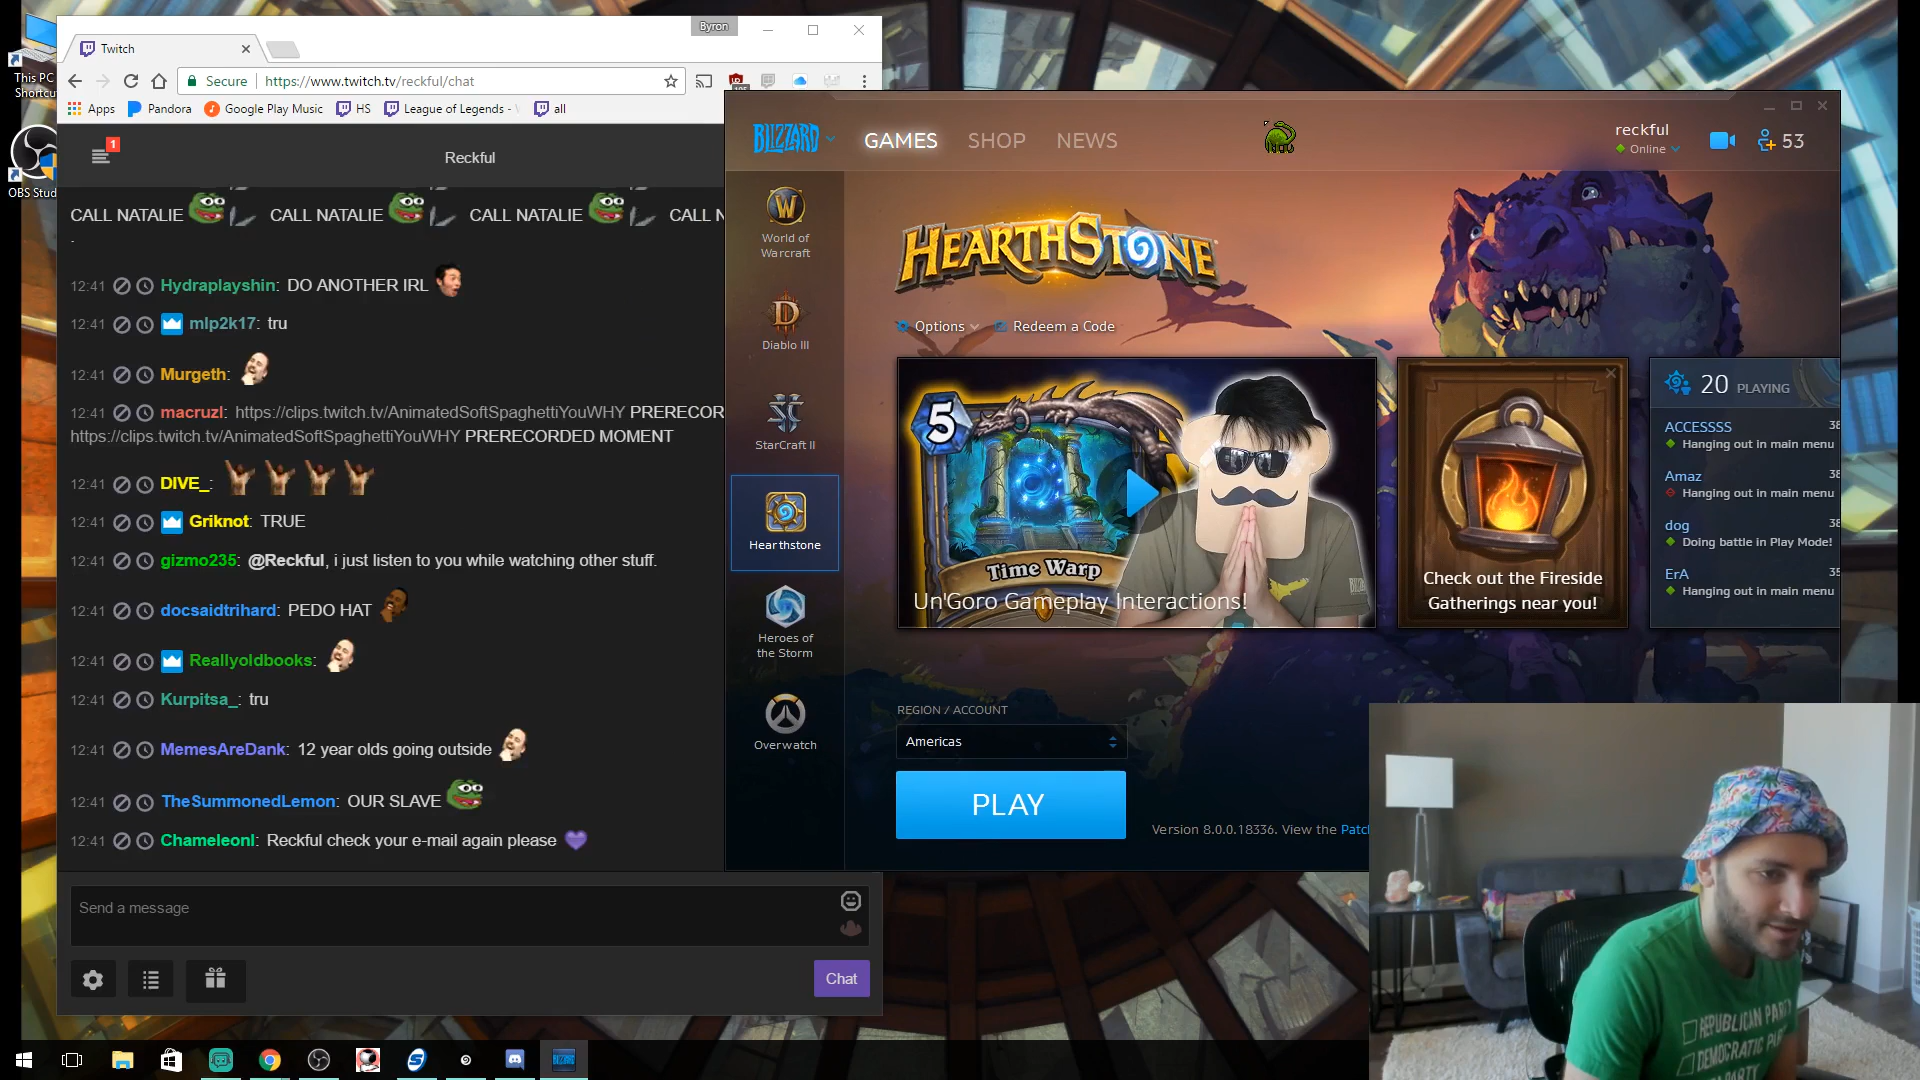 Byron
Twitch
Secure
https://www.twitch.tv/reckful/chat
Apps
Pandora
Google Play Music
HS
League of Legends -
all
This PC
OBS
1
Reckful
CALL NATALIE
CALL NATALIE
CALL NATALIE
CALL
.
12:41 Hydraplayshin: DO ANOTHER IRL
12:41 mlp2k17: tru
12:41 Murgeth:
12:41 macruzl: https://clips.twitch.tv/AnimatedSoftSpaghettiYouWHY
https://clips.twitch.tv/AnimatedSoftSpaghettiYouWHY PRERECORDED MOMENT
12:41 DIVE_:
12:41 Griknot: TRUE
12:41 gizmo235: @Reckful, i just listen to you while watching other stuff.
12:41 docsaidtrihard: PEDO HAT
12:41 Reallyoldbooks:
12:41 Kurpitsa_: tru
12:41 MemesAreDank: 12 year olds going outside
12:41 TheSummonedLemon: OUR SLAVE
12:41 Chameleonl: Reckful check your e-mail again please
Send a message
Chat
BLIZZARD
GAMES
SHOP
NEWS
reckful
Online
53
World of
Warcraft
Diablo III
StarCraft II
Hearthstone
Heroes of
the Storm
Overwatch
HEARTHSTONE
Options
Redeem a Code
5
Time Warp
Un'Goro Gameplay Interactions!
Check out the Fireside
Gatherings near you!
20 PLAYING
ACCESSSS
Hanging out in main menu
Amaz
Hanging out in main menu
dog
Doing battle in Play Mode!
ErA
Hanging out in main menu
REGION / ACCOUNT
Americas
PLAY
Version 8.0.0.18336. View the
REPUBLICAN PARTY
DEMOCRATIC
PARTY
BLIZZARD